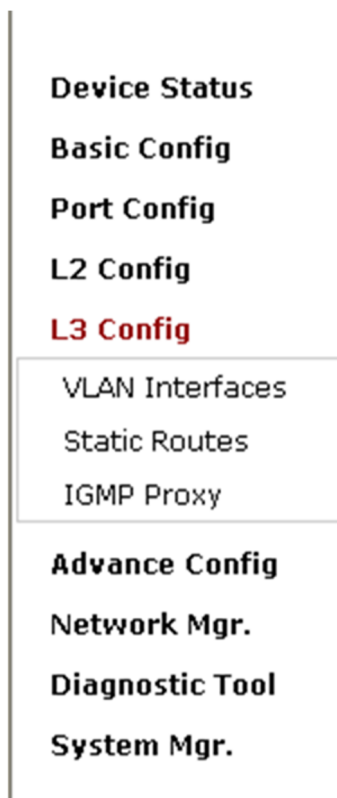 Device Status
Basic Config
Port Config
L2 Config
L3 Config
VLAN Interfaces
Static Routes
IGMP Proxy
Advance Config
Network Mgr.
Diagnostic Tool
System Mgr.